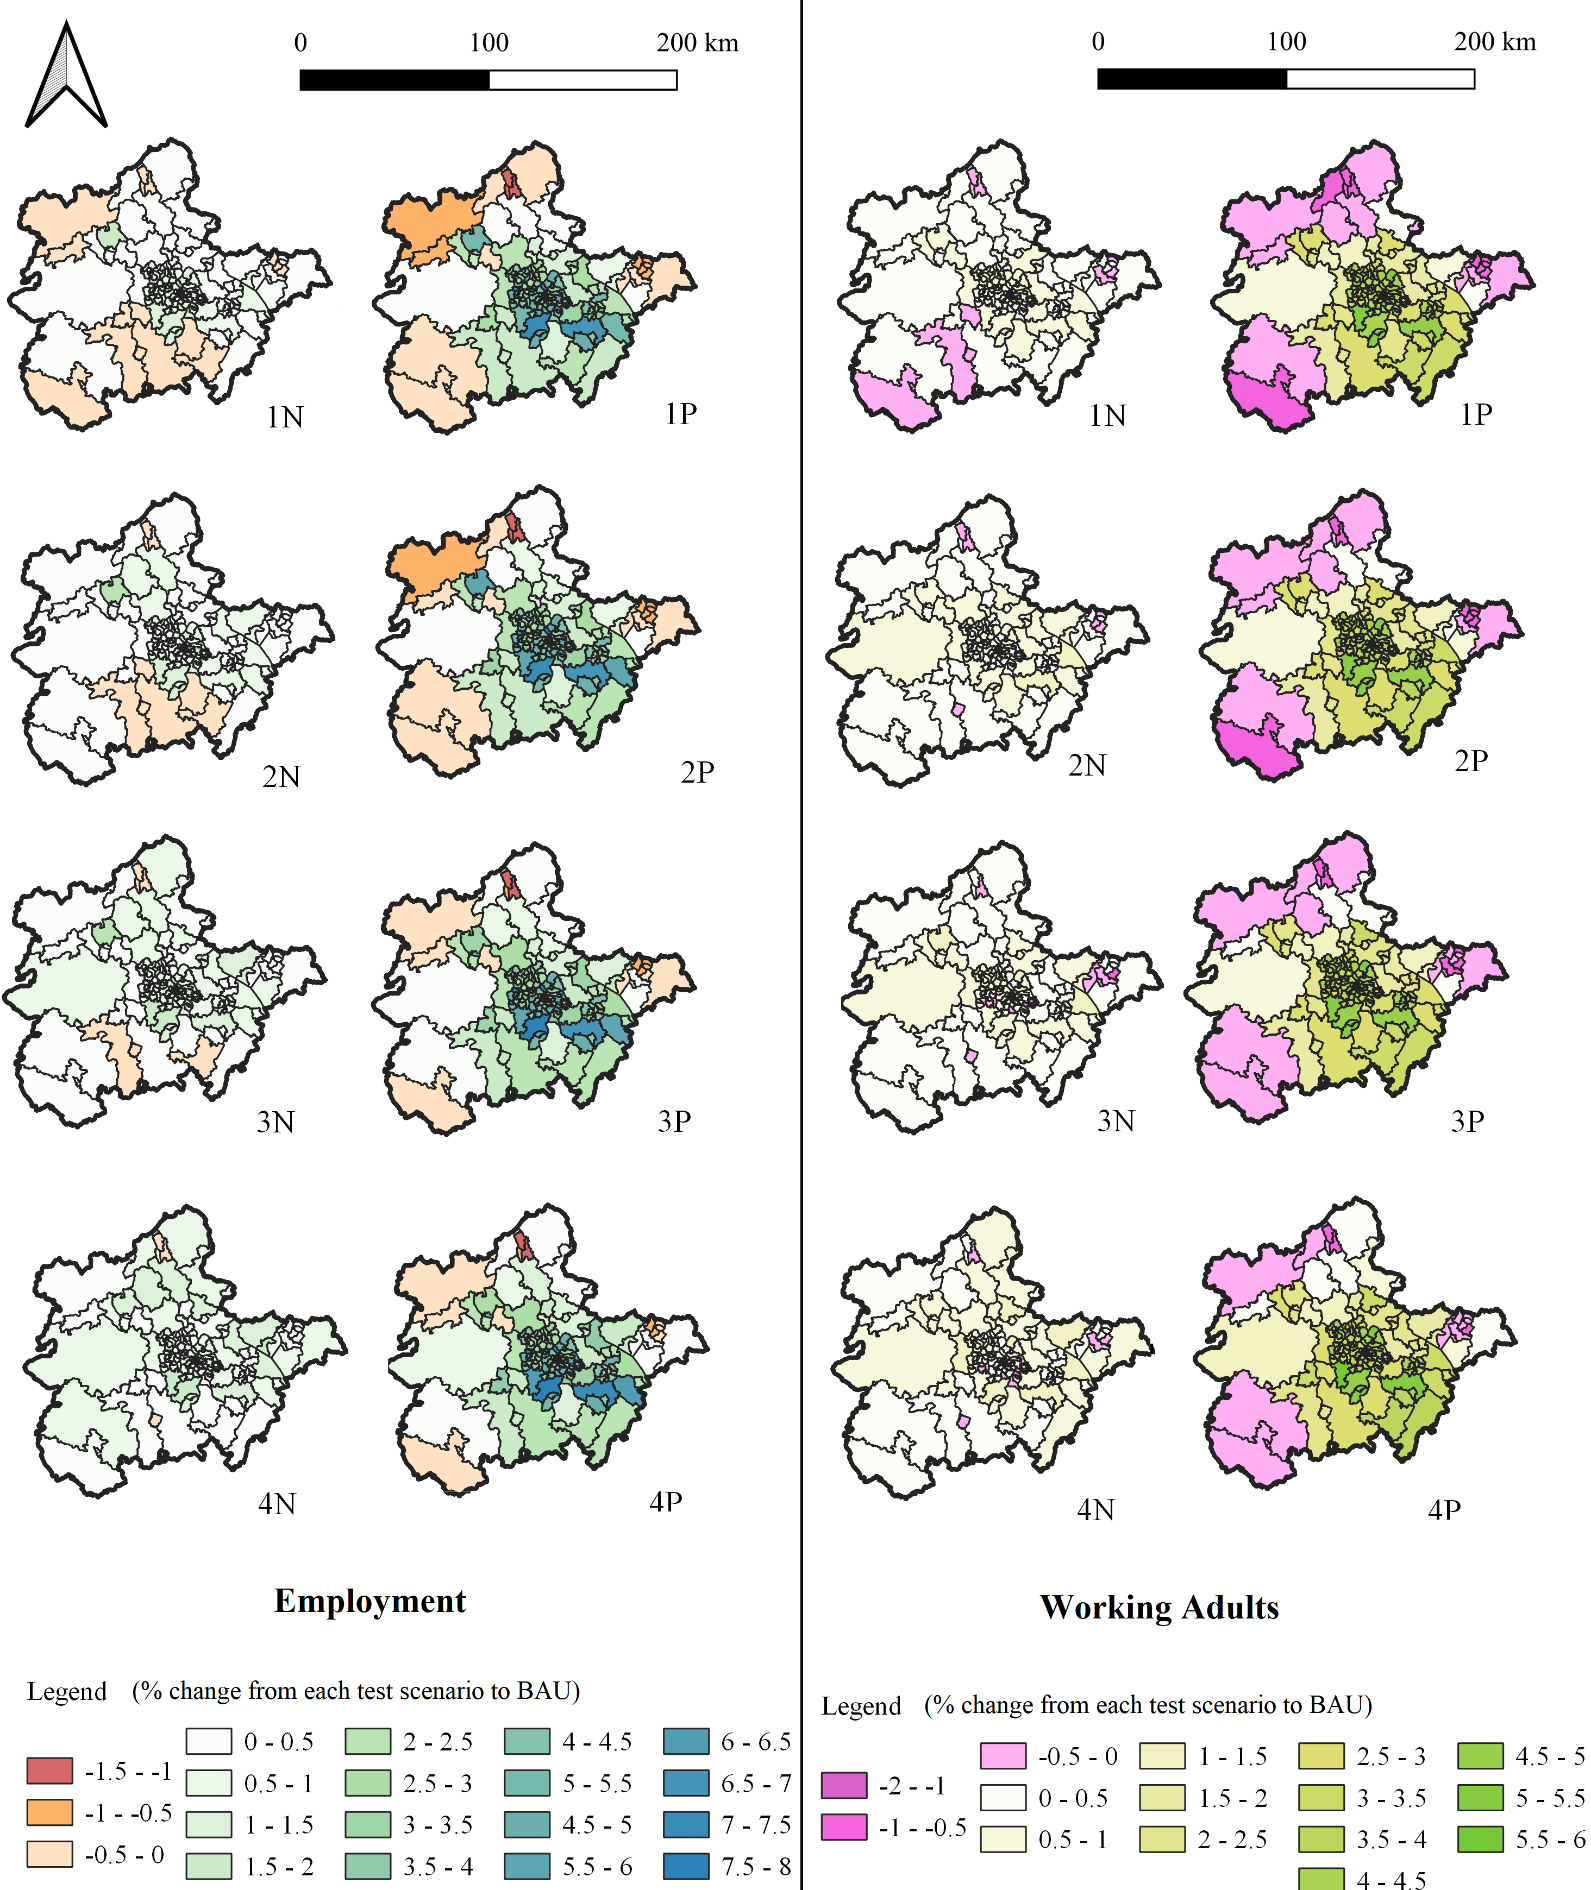 0 100 200 km
0 100 200 km
1N 1P
1N 1P
2N 2P
2N 2P
3N 3P
3N 3P
4N 4P
4N 4P
Employment
Working Adults
Legend (% change from each test scenario to BAU)
-1.5 - -1
-1 - -0.5
-0.5 - 0
0 - 0.5
0.5 - 1
1 - 1.5
1.5 - 2
2 - 2.5
2.5 - 3
3 - 3.5
3.5 - 4
4 - 4.5
5 - 5.5
4.5 - 5
5.5 - 6
6 - 6.5
6.5 - 7
7 - 7.5
7.5 - 8
Legend (% change from each test scenario to BAU)
-2 - -1
-1 - -0.5
-0.5 - 0
0 - 0.5
0.5 - 1
1 - 1.5
1.5 - 2
2 - 2.5
2.5 - 3
3 - 3.5
3.5 - 4
4 - 4.5
4.5 - 5
5 - 5.5
5.5 - 6